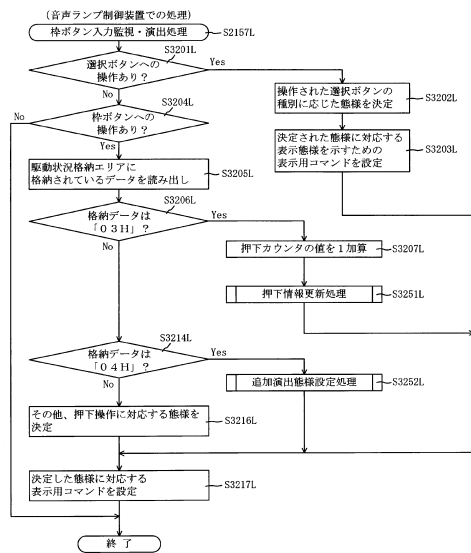 (音声ランプ制御装置での処理)
枠ボタン入力監視・演出処理
S2157L
S3201L
選択ボタンへの
操作あり?
Yes
No
操作された選択ボタンの
種別に応じた態様を決定
S3202L
S3204L
枠ボタンへの
操作あり?
No
Yes
決定された態様に対応する
表示態様を示すための
表示用コマンドを設定
S3203L
駆動状況格納エリアに
格納されているデータを読み出し
S3205L
S3206L
格納データは
「03H」?
Yes
No
押下カウンタの値を1加算
S3207L
押下情報更新処理
S3251L
S3214L
格納データは
「04H」?
Yes
No
追加演出態様設定処理
S3252L
その他、押下操作に対応する態様を
決定
S3216L
決定した態様に対応する
表示用コマンドを設定
S3217L
終了